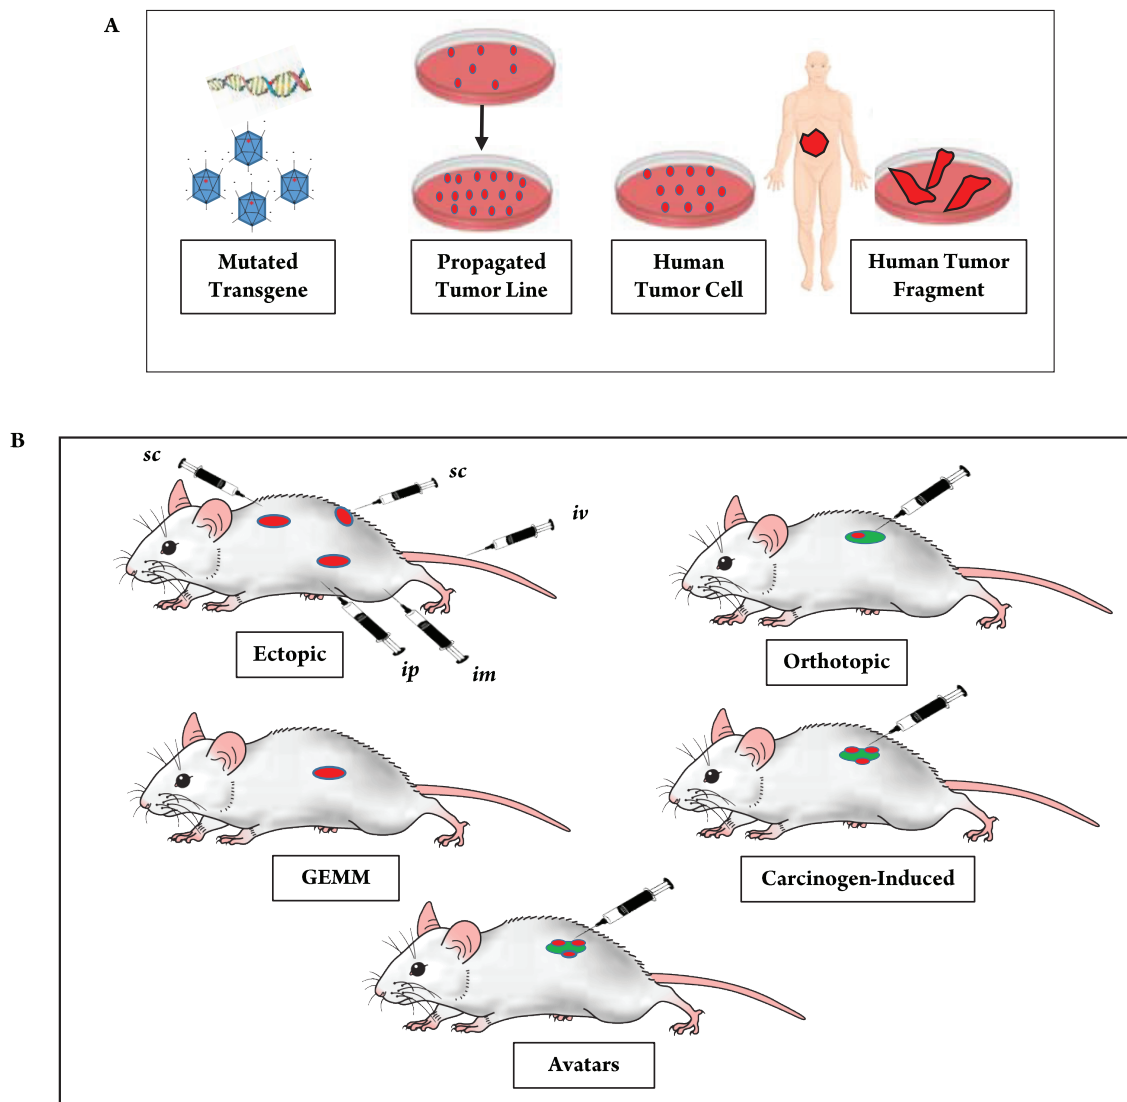 A
Mutated
Transgene
Propagated
Tumor Line
Human
Tumor Cell
Human Tumor
Fragment
B
sc
sc
iv
ip
im
Ectopic
Orthotopic
GEMM
Carcinogen-Induced
Avatars